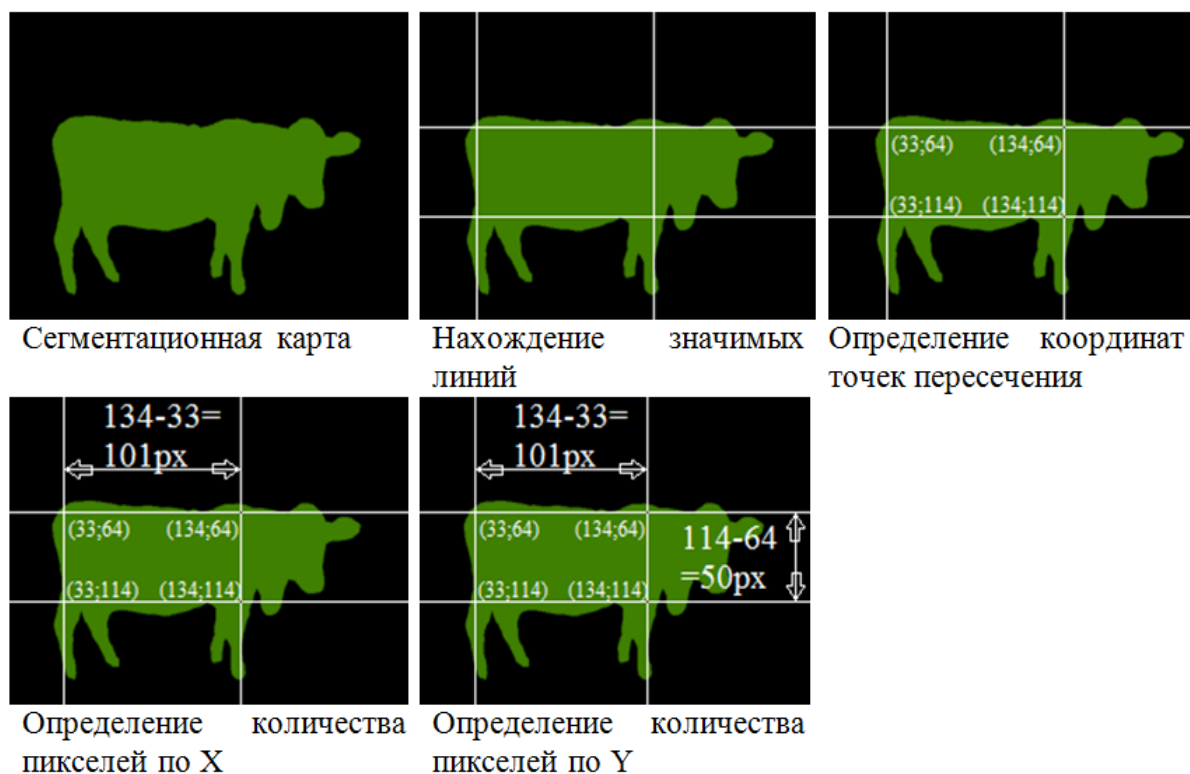 (33;64) (134;64)
(33;114) (134;114)
Сегментационная карта
Нахождение значимых
линий
Определение координат
точек пересечения
134-33=
101px
(33;64) (134;64)
(33;114) (134;114)
134-33=
101px
(33;64) (134;64)
114-64
=50px
(33;114) (134;114)
Определение количества
пикселей по X
Определение количества
пикселей по Y